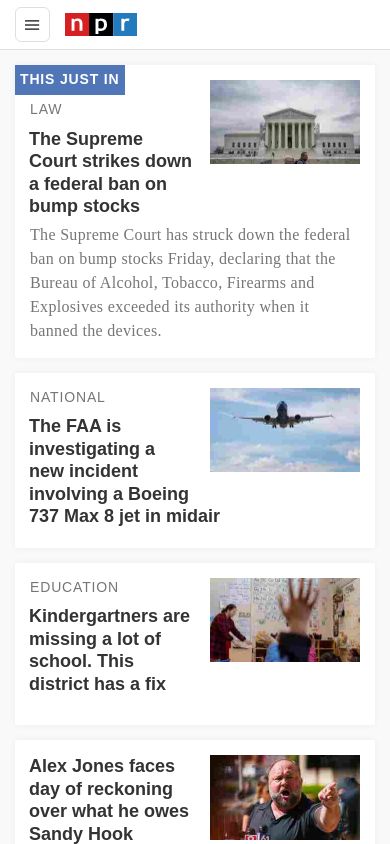 npr
THIS JUST IN
LAW
The Supreme
Court strikes down
a federal ban on
bump stocks
The Supreme Court has struck down the federal
ban on bump stocks Friday, declaring that the
Bureau of Alcohol, Tobacco, Firearms and
Explosives exceeded its authority when it
banned the devices.
NATIONAL
The FAA is
investigating a
new incident
involving a Boeing
737 Max 8 jet in midair
EDUCATION
Kindergartners are
missing a lot of
school. This
district has a fix
Alex Jones faces
day of reckoning
over what he owes
Sandy Hook